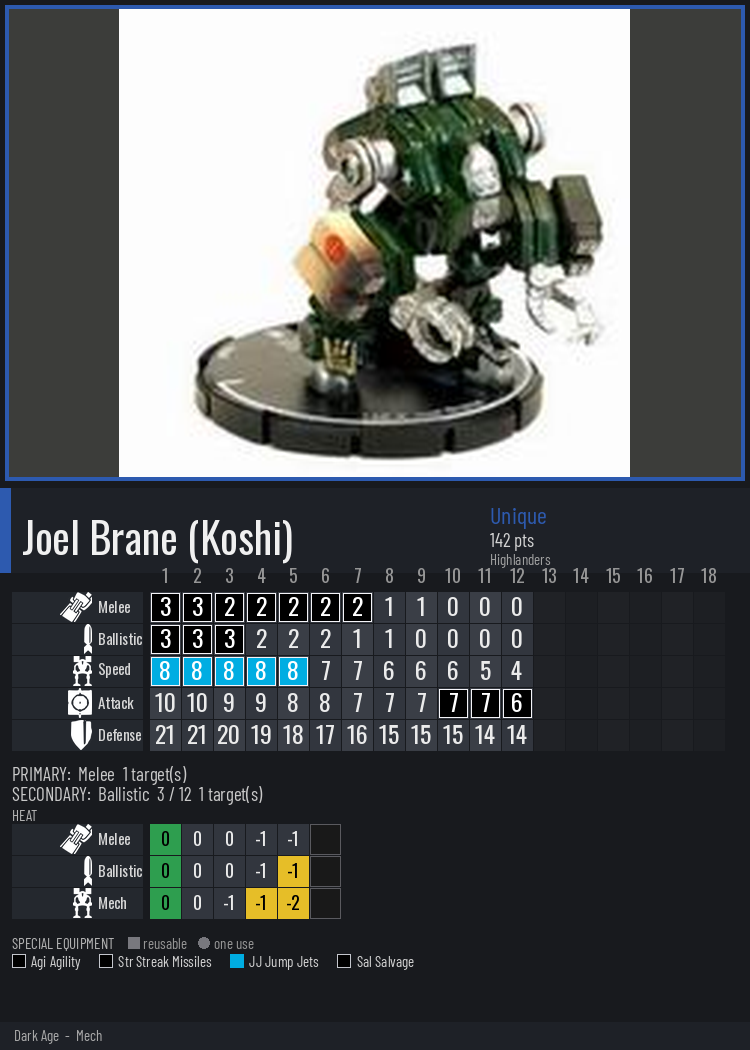 Joel Brane (Koshi)
Unique
142 pts
Highlanders
1 2 3 4 5 6 7 8 9 10 11 12 13 14 15 16 17 18
Melee 3 3 2 2 2 2 2 1 1 0 0 0
Ballistic 3 3 3 2 2 2 1 1 0 0 0 0
Speed 8 8 8 8 8 7 7 6 6 6 5 4
Attack 10 10 9 9 8 8 7 7 7 7 7 6
Defense 21 21 20 19 18 17 16 15 15 15 14 14
PRIMARY: Melee 1 target(s)
SECONDARY: Ballistic 3 / 12 1 target(s)
HEAT
Melee 0 0 0 -1 -1
Ballistic 0 0 0 -1 -1
Mech 0 0 -1 -1 -2
SPECIAL EQUIPMENT reusable one use
Agi Agility Str Streak Missiles JJ Jump Jets Sal Salvage
Dark Age - Mech